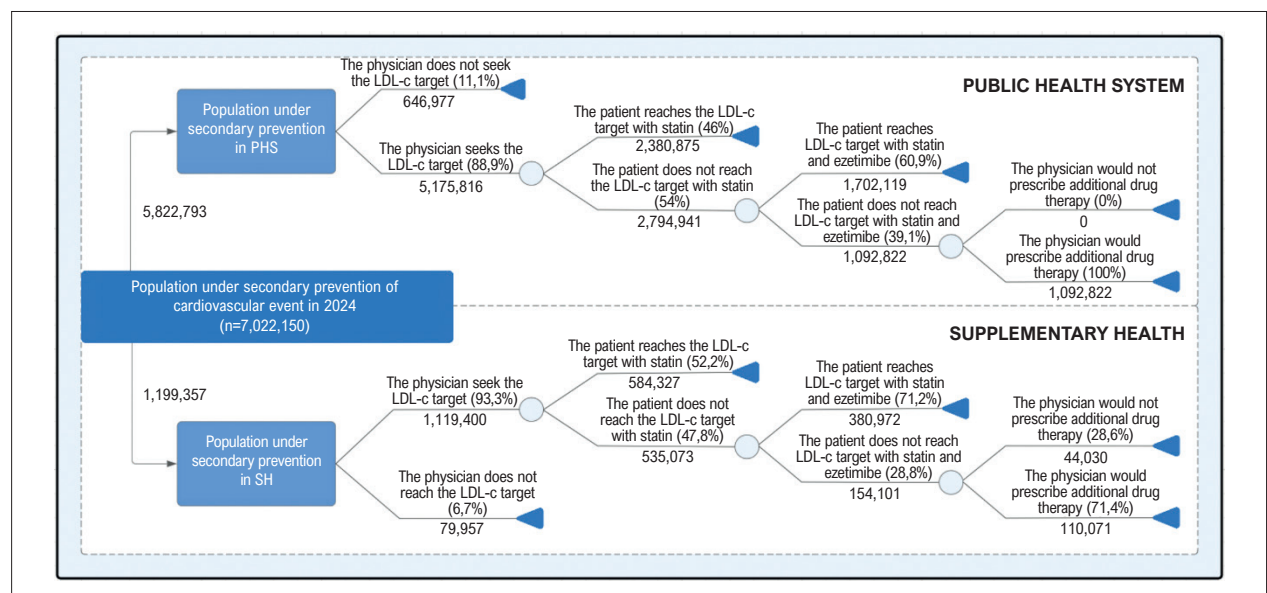 PUBLIC HEALTH SYSTEM
The physician does not seek
the LDL-c target (11,1%)
646,977
Population under
secondary prevention
in PHS
The physician seeks the
LDL-c target (88,9%)
5,175,816
The patient reaches the LDL-c
target with statin (46%)
2,380,875
The patient does not reach
the LDL-c target with statin
(54%)
2,794,941
The patient reaches
LDL-c target with statin
and ezetimibe (60,9%)
1,702,119
The patient does not reach
LDL-c target with statin and
ezetimibe (39,1%)
1,092,822
The physician would not
prescribe additional drug
therapy (0%)
0
The physician would
prescribe additional drug
therapy (100%)
1,092,822
5,822,793
Population under secondary prevention of
cardiovascular event in 2024
(n=7,022,150)
1,199,357
SUPPLEMENTARY HEALTH
Population under
secondary prevention
in SH
The physician seek the
LDL-c target (93,3%)
1,119,400
The physician does not
reach the LDL-c target
(6,7%)
79,957
The patient reaches the LDL-c
target with statin (52,2%)
584,327
The patient does not
reach the LDL-c target
with statin (47,8%)
535,073
The patient reaches
LDL-c target with statin
and ezetimibe (71,2%)
380,972
The patient does not reach
LDL-c target with statin and
ezetimibe (28,8%)
154,101
The physician would not
prescribe additional drug
therapy (28,6%)
44,030
The physician would
prescribe additional drug
therapy (71,4%)
110,071